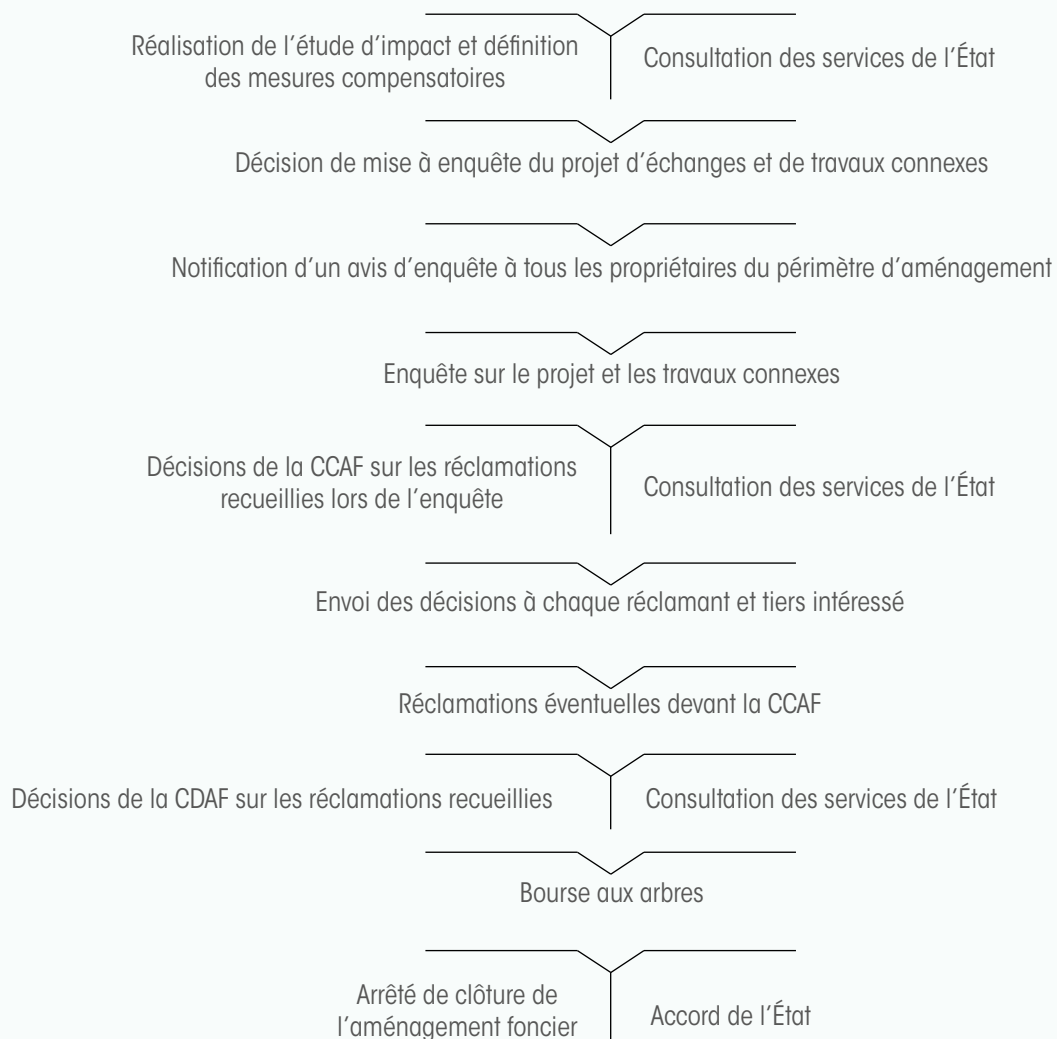 Réalisation de l’étude d’impact et définition
des mesures compensatoires
Consultation des services de l’État
Décision de mise à enquête du projet d’échanges et de travaux connexes
Notification d’un avis d’enquête à tous les propriétaires du périmètre d’aménagement
Enquête sur le projet et les travaux connexes
Décisions de la CCAF sur les réclamations
recueillies lors de l’enquête
Consultation des services de l’État
Envoi des décisions à chaque réclamant et tiers intéressé
Réclamations éventuelles devant la CCAF
Décisions de la CDAF sur les réclamations recueillies
Consultation des services de l’État
Bourse aux arbres
Arrêté de clôture de
l’aménagement foncier
Accord de l’État